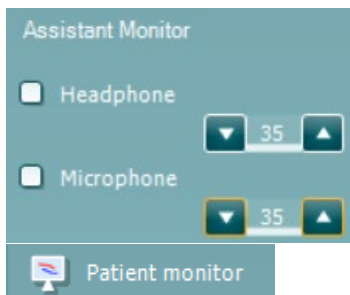 Assistant Monitor
Headphone
35
Microphone
35
Patient monitor